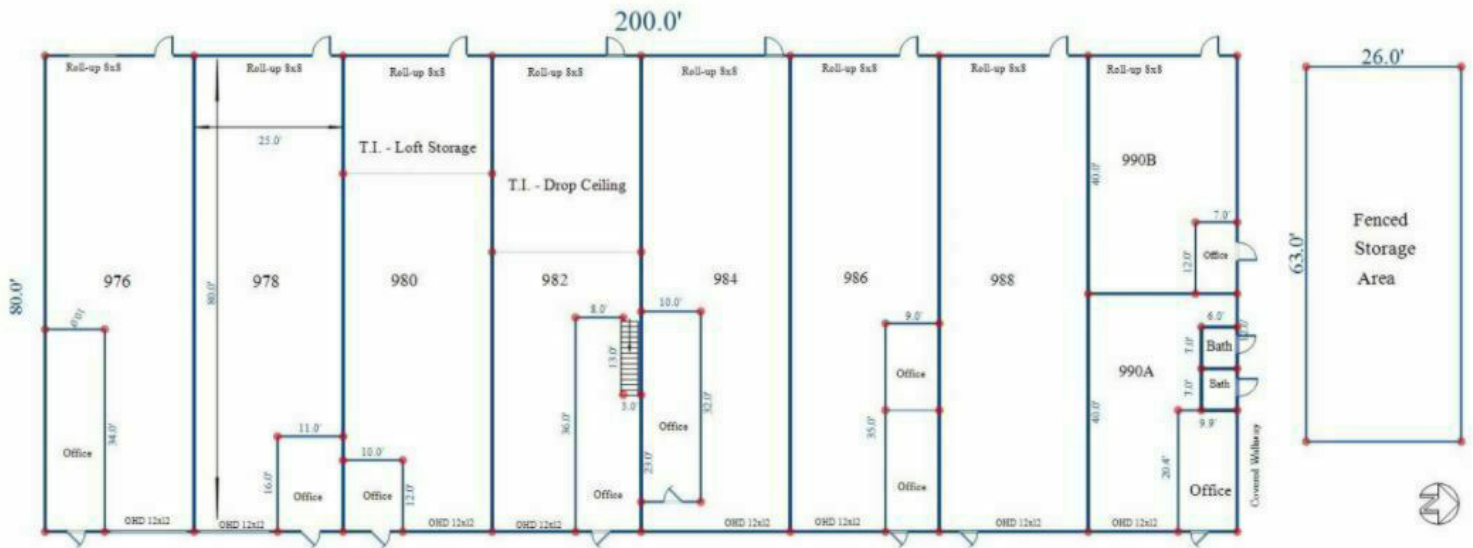 200.0'
26.0'
Roll-up 8x8
Roll-up 8x8
Roll-up 8x8
Roll-up 8x8
Roll-up 8x8
Roll-up 8x8
Roll-up 8x8
Roll-up 8x8
25.0'
T.I. - Loft Storage
T.I. - Drop Ceiling
990B
40.0'
7.0'
12.0'
Office
Fenced
Storage
Area
63.0'
80.0'
976
978
80.0'
980
982
984
986
988
10.0'
34.0'
Office
11.0'
16.0'
Office
10.0'
12.0'
Office
8.0'
13.0'
3.0'
36.0'
Office
10.0'
32.0'
23.0'
Office
9.0'
Office
35.0'
Office
990A
40.0'
6.0'
7.0'
Bath
7.0'
Bath
9.9'
20.4'
Office
Covered Walkway
OHD 12x12
OHD 12x12
OHD 12x12
OHD 12x12
OHD 12x12
OHD 12x12
OHD 12x12
OHD 12x12